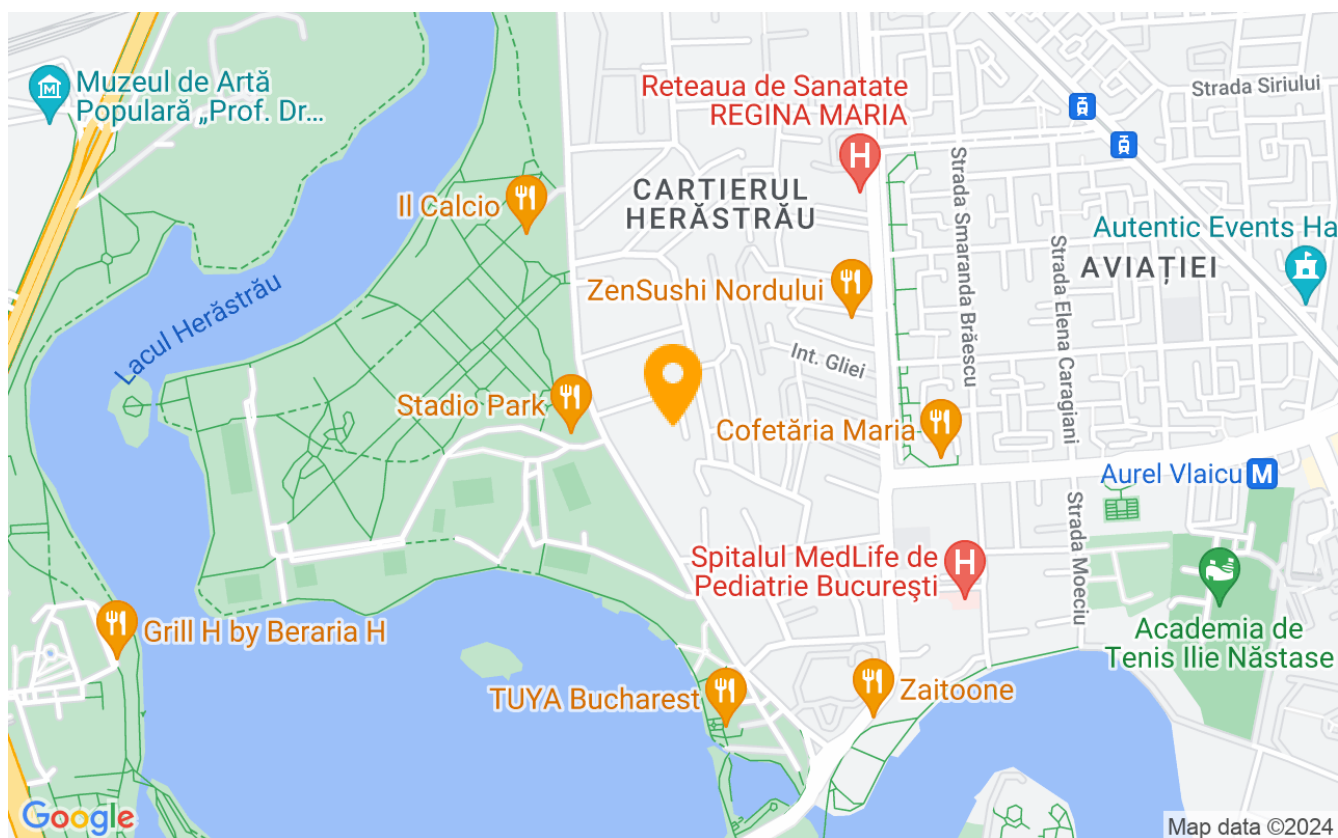 Muzeul de Artă
Populară „Prof. Dr...
Reteaua de Sanatate
REGINA MARIA
Strada Siriului
Il Calcio
CARTIERUL
HERĂSTRĂU
Strada Smaranda Brăescu
Autentic Events Ha
AVIAȚIEI
Strada Elena Caragiani
ZenSushi Nordului
Lacul Herăstrău
Int. Gliei
Stadio Park
Cofetăria Maria
Aurel Vlaicu
M
Strada Moeciu
Spitalul MedLife de
Pediatrie Bucureşti
Grill H by Beraria H
Academia de
Tenis Ilie Năstase
TUYA Bucharest
Zaitoone
Google
Map data ©2024